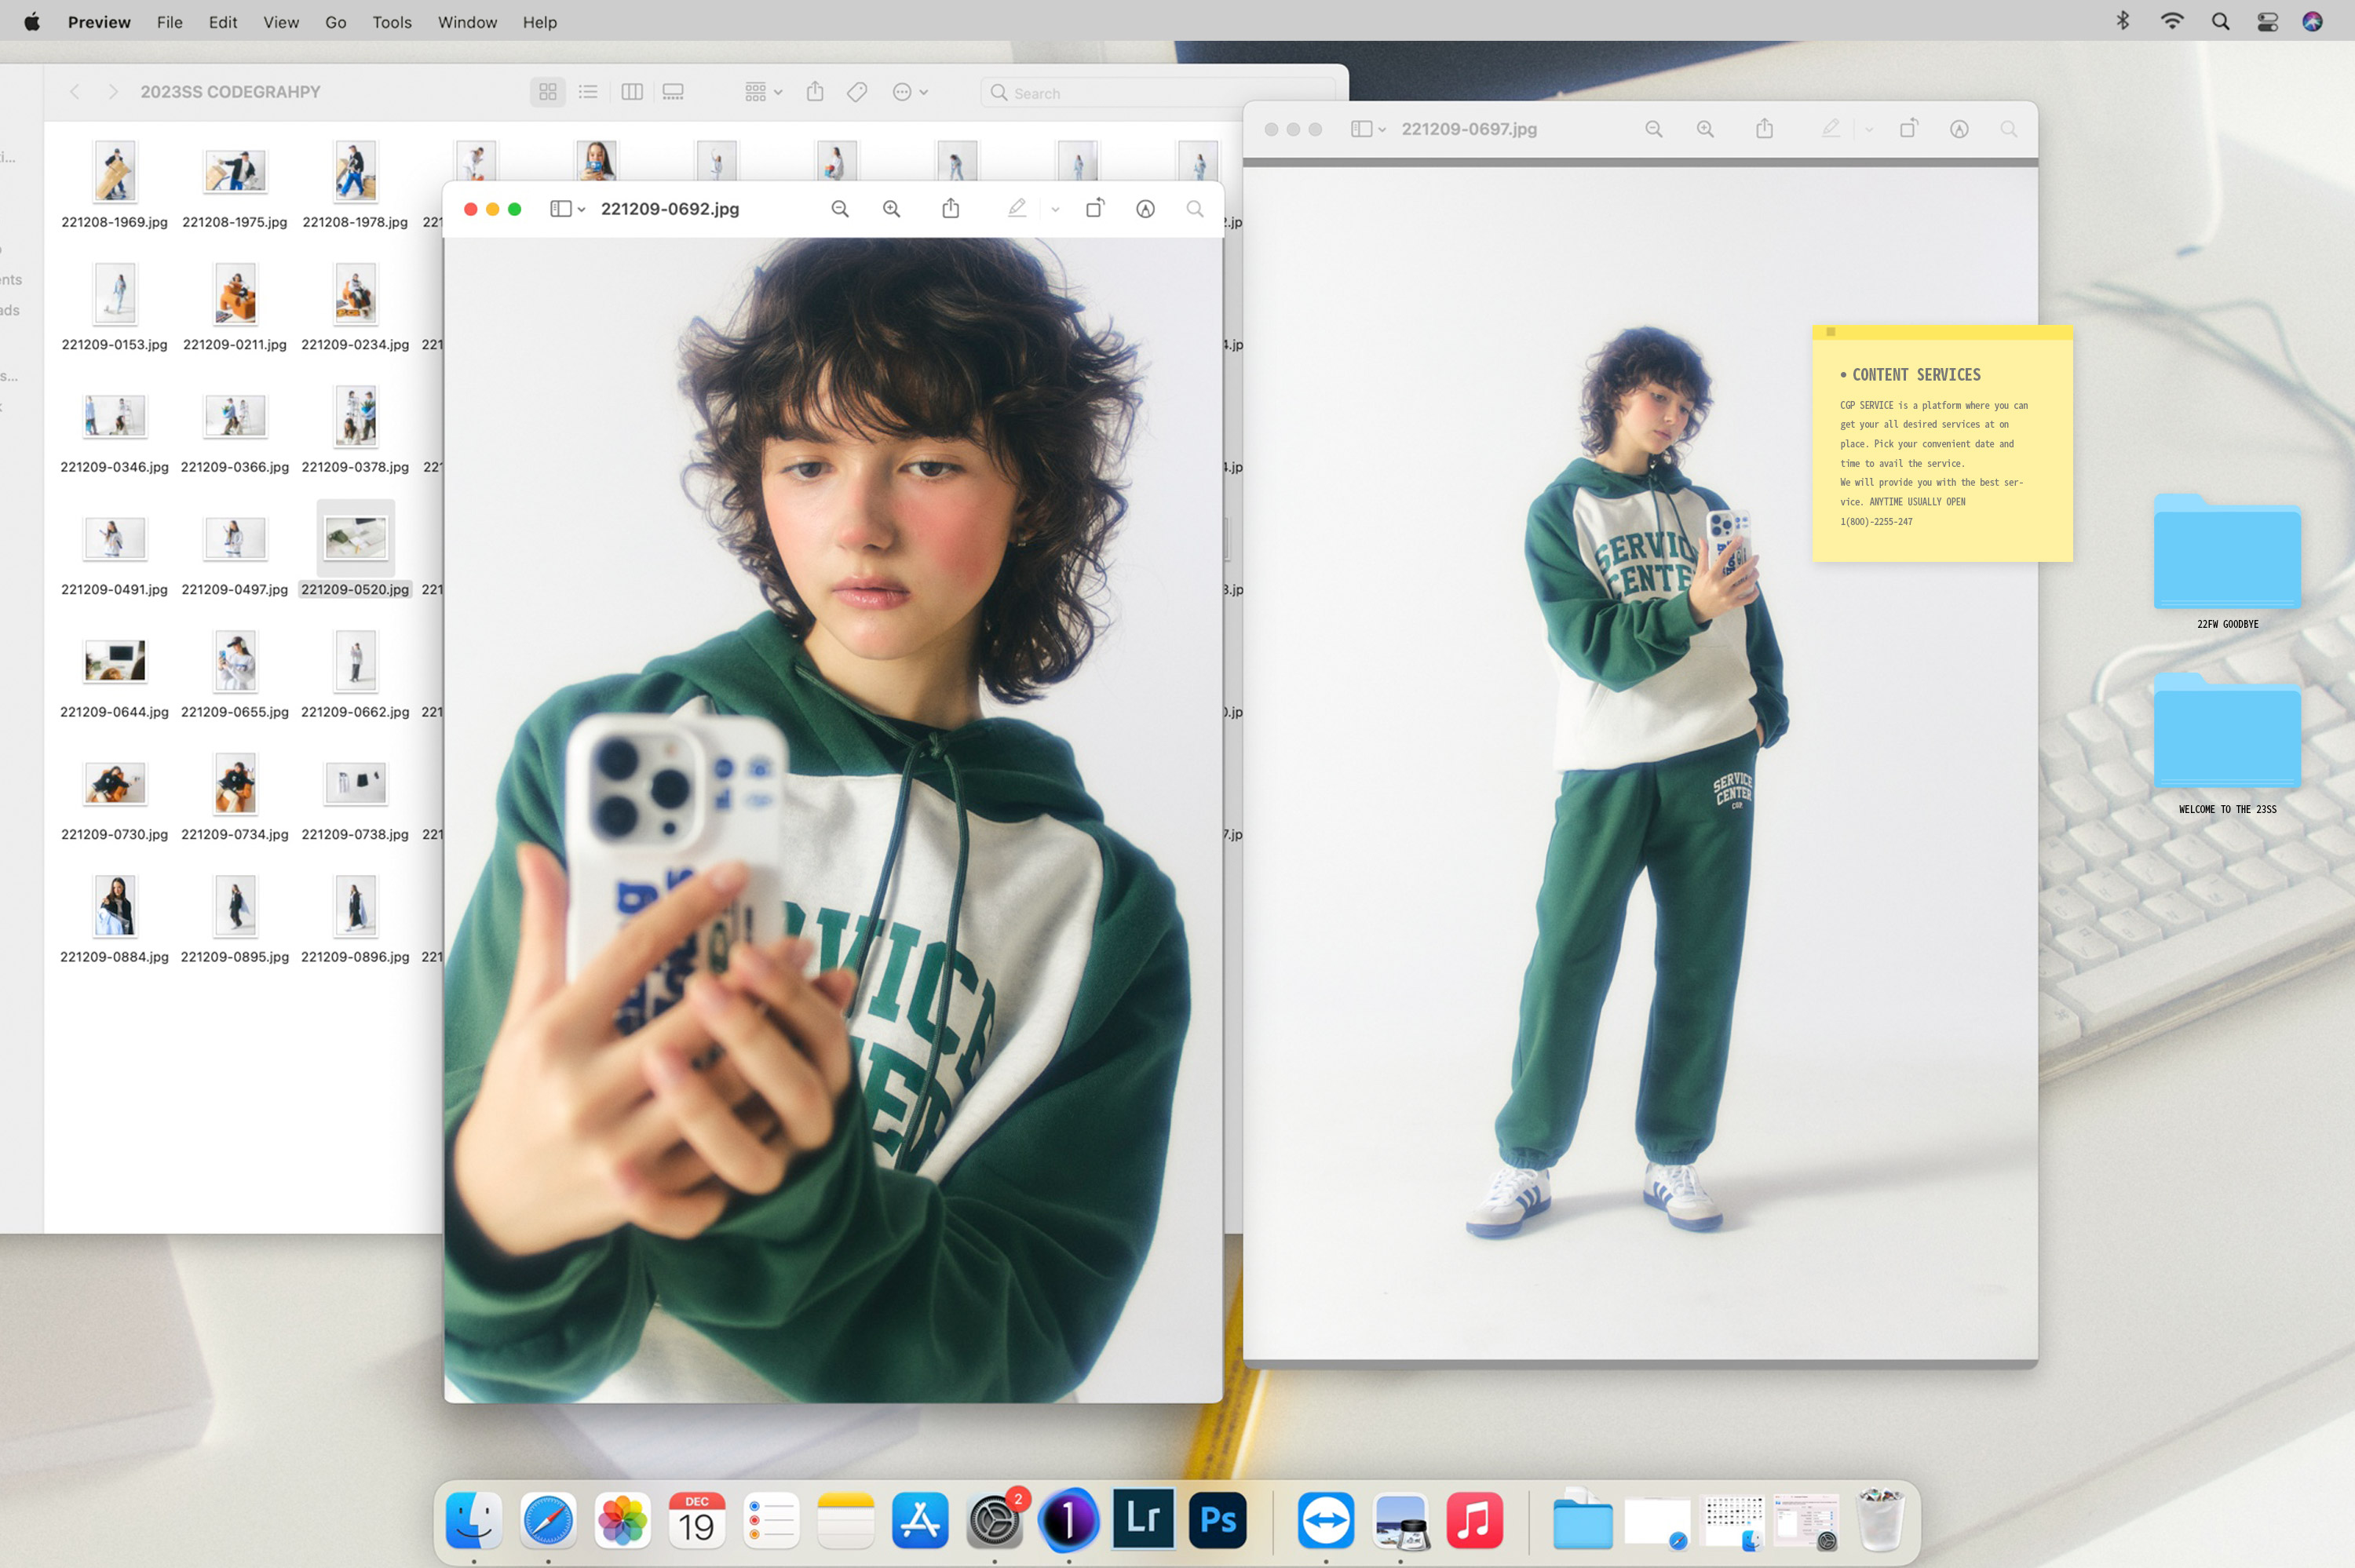 Preview File Edit View Go Tools Window Help
2023SS CODEGRAHPY
Search
221208-1969.jpg 221208-1975.jpg 221208-1978.jpg
221209-0153.jpg 221209-0211.jpg 221209-0234.jpg
221209-0346.jpg 221209-0366.jpg 221209-0378.jpg
221209-0491.jpg 221209-0497.jpg 221209-0520.jpg
221209-0644.jpg 221209-0655.jpg 221209-0662.jpg
221209-0730.jpg 221209-0734.jpg 221209-0738.jpg
221209-0884.jpg 221209-0895.jpg 221209-0896.jpg
221209-0692.jpg
221209-0697.jpg
SERVICE
CENTER
CGP.
• CONTENT SERVICES
CGP SERVICE is a platform where you can
get your all desired services at on
place. Pick your convenient date and
time to avail the service.
We will provide you with the best ser-
vice. ANYTIME USUALLY OPEN
1(800)-2255-247
22FW GOODBYE
WELCOME TO THE 23SS
DEC
19
2
1
Lr
Ps